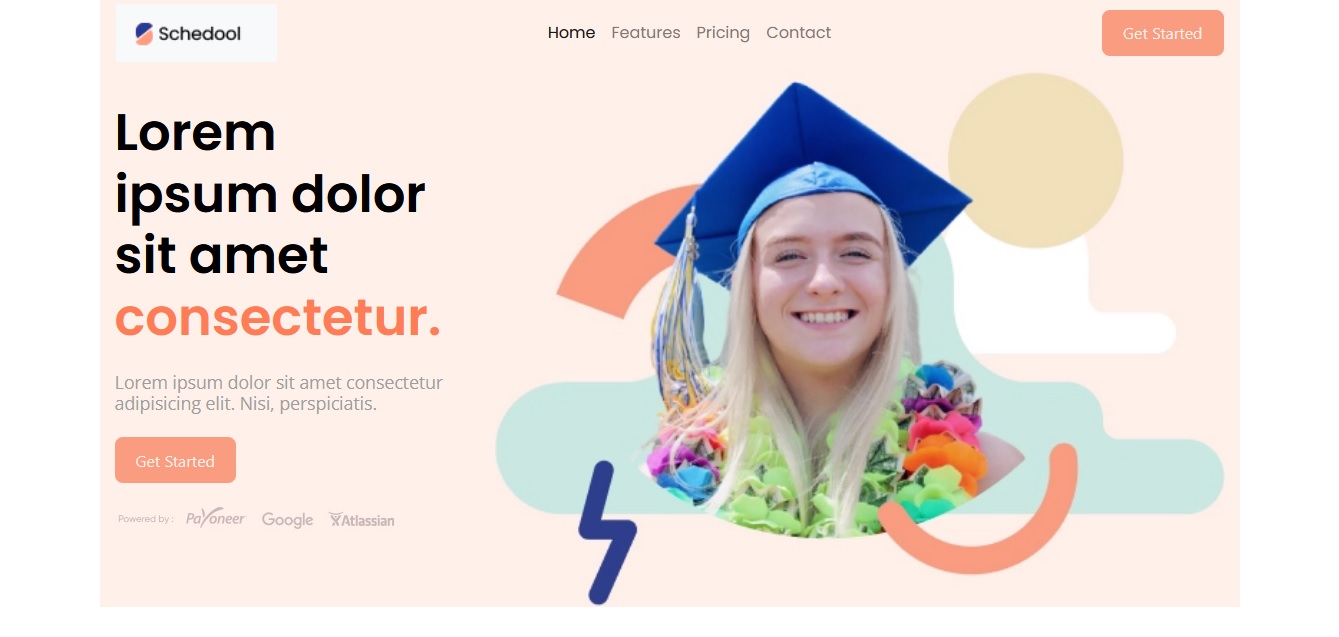 Schedool
Home Features Pricing Contact
Get Started
Lorem
ipsum dolor
sit amet
consectetur.
Lorem ipsum dolor sit amet consectetur
adipisicing elit. Nisi, perspiciatis.
Get Started
Powered by : Payoneer Google Atlassian